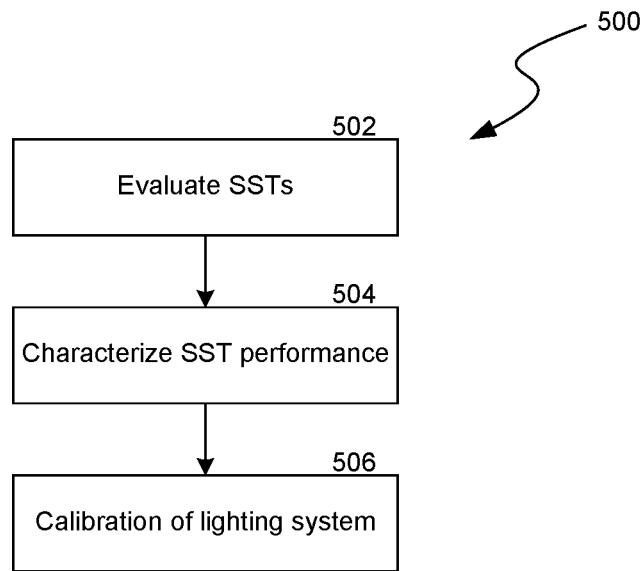 500
502
Evaluate SSTs
504
Characterize SST performance
506
Calibration of lighting system